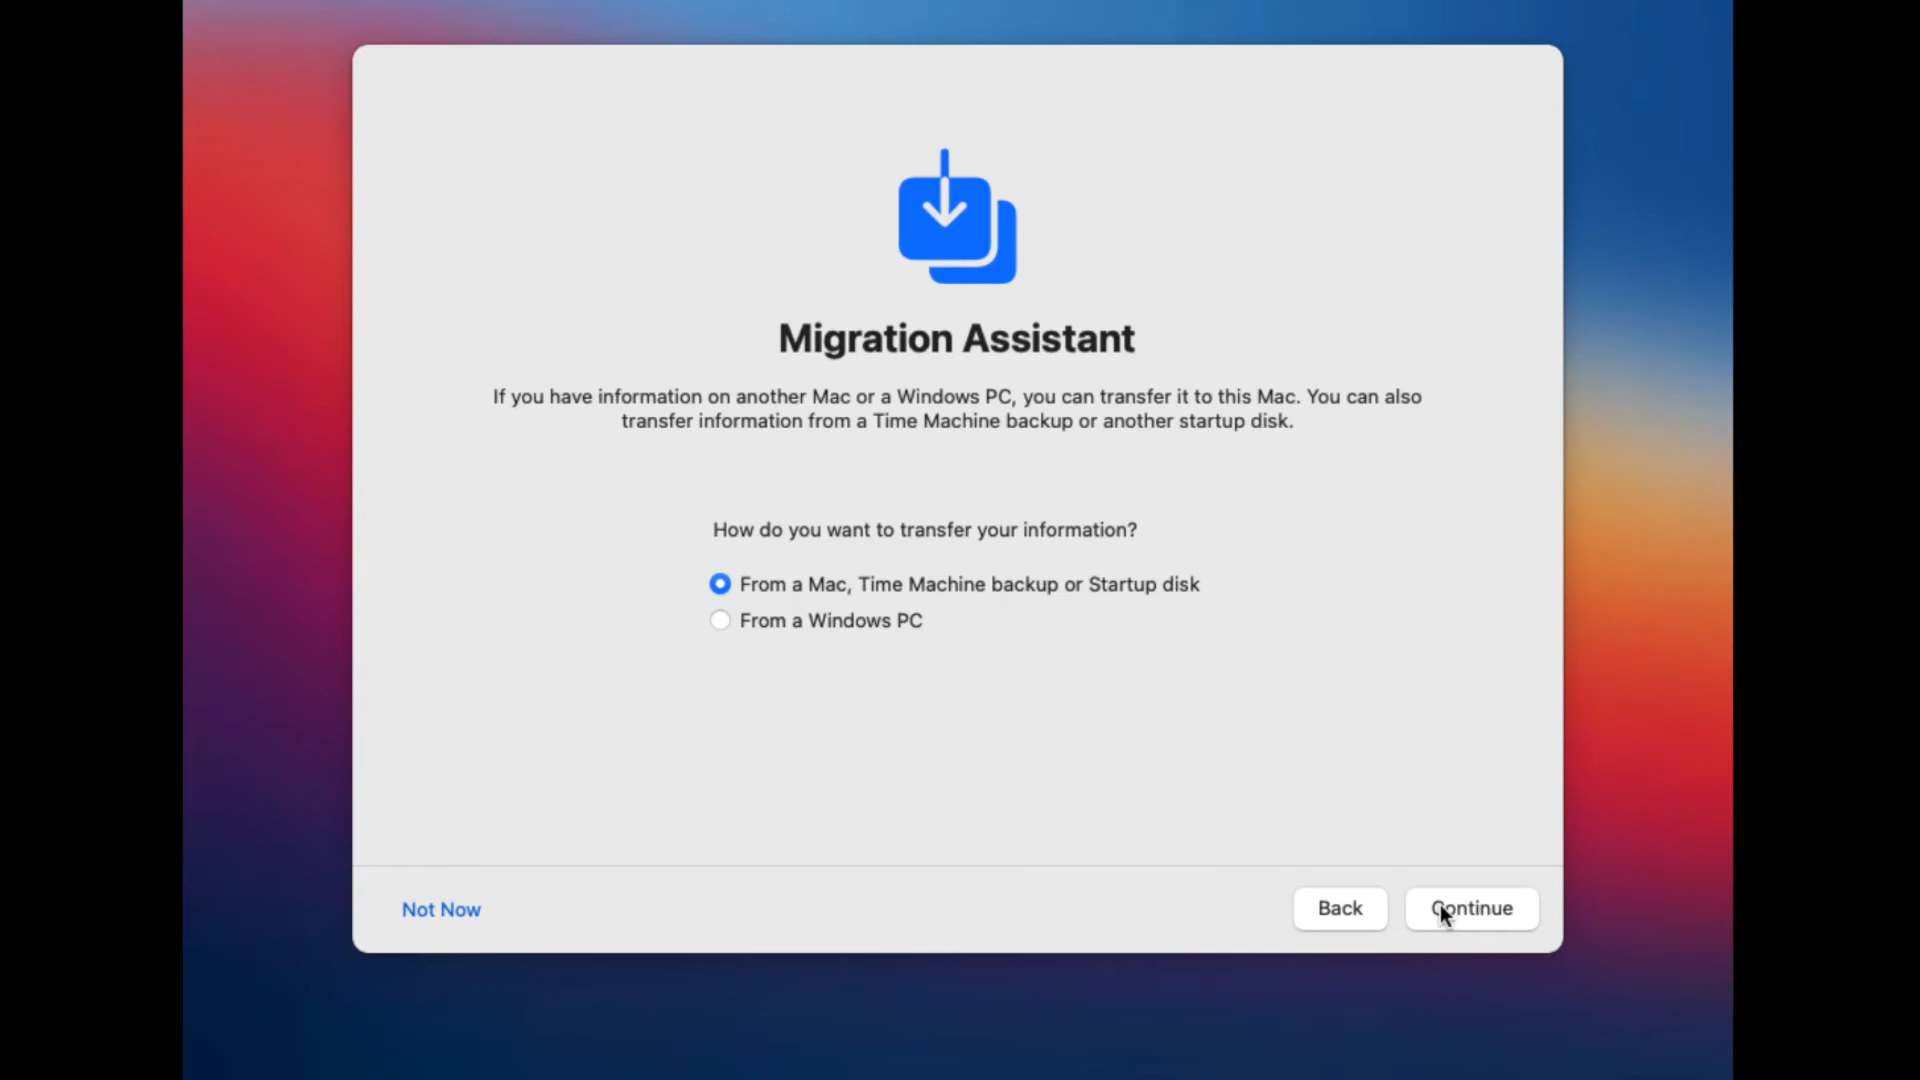 Migration Assistant
If you have information on another Mac or a Windows PC, you can transfer it to this Mac. You can also
transfer information from a Time Machine backup or another startup disk.
How do you want to transfer your information?
From a Mac, Time Machine backup or Startup disk
From a Windows PC
Not Now
Back
Continue